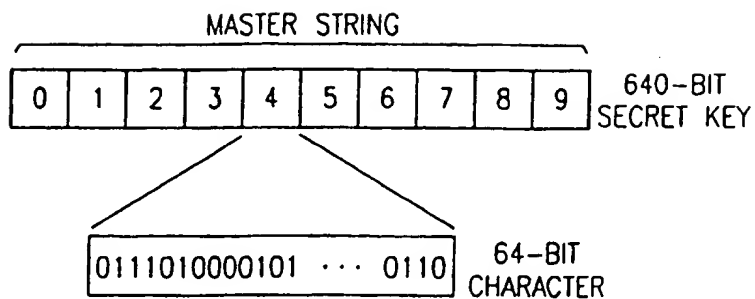 MASTER STRING
0 1 2 3 4 5 6 7 8 9
640-BIT
SECRET KEY
0111010000101 ··· 0110
64-BIT
CHARACTER